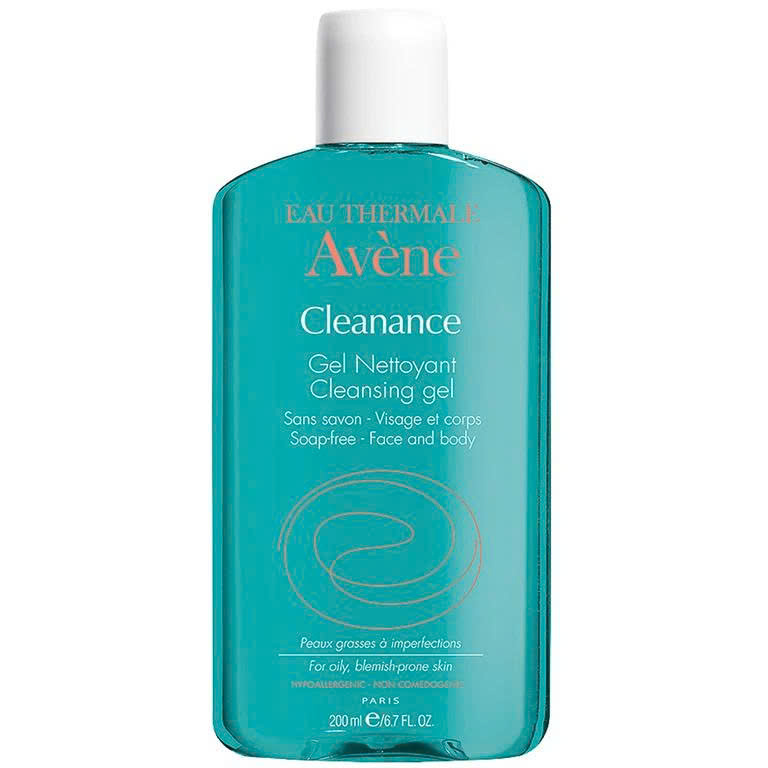 EAU THERMALE
Avène
Cleanance
Gel Nettoyant
Cleansing gel
Sans savon - Visage et corps
Soap-free - Face and body
Peaux grasses à imperfections
For oily, blemish-prone skin
HYPOALLERGENIC - NON COMEDOGENIC
PARIS
200 ml e/6.7 FL. OZ.